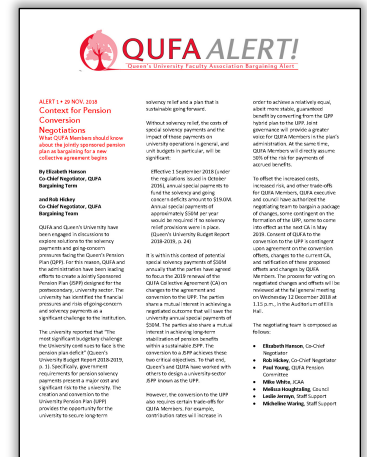 QUFA ALERT!
Queen's University Faculty Association Bargaining Alert
ALERT 1 • 29 NOV. 2018
Context for Pension
Conversion
Negotiations
What QUFA Members should know
about the jointly sponsored pension
plan as bargaining for a new
collective agreement begins
By Elizabeth Hanson
Co-Chief Negotiator, QUFA
Bargaining Team
And Rob Hickey
Co-Chief Negotiator, QUFA
Bargaining Team
QUFA and Queen's University have
been engaged in discussions to
explore solutions to the solvency
payments and going-concern
pressures facing the Queen's Pension
Plan (QPP). For this reason, QUFA and
the administration have been leading
efforts to create a Jointly Sponsored
Pension Plan (JSPP) designed for the
postsecondary, university sector. The
university has identified the financial
pressures and risks of going-concern
and solvency payments as a
significant challenge to the institution.
The university reported that "The
most significant budgetary challenge
the University continues to face is the
pension plan deficit" (Queen's
University Budget Report 2018-2019,
p. 3). Specifically, government
requirements for pension solvency
payments present a major cost and
significant risk to the university. The
creation and conversion to the
University Pension Plan (UPP)
provides the opportunity for the
university to secure long-term
solvency relief and a plan that is
sustainable going forward.
Without solvency relief, the costs of
special solvency payments and the
impact of those payments on
university operations in general, and
unit budgets in particular, will be
significant:
Effective 1 September 2018 (under
the regulations issued in October
2016), annual special payments to
fund the solvency and going
concern deficits amount to $19.0M.
Annual special payments of
approximately $50M per year
would be required if no solvency
relief provisions were in place.
(Queen's University Budget Report
2018-2019, p. 24)
It is within this context of potential
special solvency payments of $50M
annually that the parties have agreed
to focus the 2019 renewal of the
QUFA Collective Agreement (CA) on
changes to the agreement and
conversion to the UPP. The parties
share a mutual interest in achieving a
negotiated outcome that will save the
university annual special payments of
$50M. The parties also share a mutual
interest in achieving long-term
stabilization of pension benefits
within a sustainable JSPP. The
conversion to a JSPP achieves these
two critical objectives. To that end,
Queen's and QUFA have worked with
others to design a university-sector
JSPP known as the UPP.
However, the conversion to the UPP
also requires certain trade-offs for
QUFA Members. For example,
contribution rates will increase in
order to achieve a relatively equal,
albeit more stable, guaranteed
benefit by converting from the QPP
hybrid plan to the UPP. Joint
governance will provide a greater
voice for QUFA Members in the plan's
administration. At the same time,
QUFA Members will directly assume
50% of the risk for payments of
accrued benefits.
To offset the increased costs,
increased risk, and other trade-offs
for QUFA Members, QUFA executive
and council have authorized the
negotiating team to bargain a package
of changes, some contingent on the
formation of the UPP, some to come
into effect as the next CA in May
2019. Consent of QUFA to the
conversion to the UPP is contingent
upon agreement on the conversion
offsets, changes to the current CA,
and ratification of these proposed
offsets and changes by QUFA
Members. The process for voting on
negotiated changes and offsets will be
reviewed at the fall general meeting
on Wednesday 12 December 2018 at
1.15 p.m., in the Auditorium of Ellis
Hall.
The negotiating team is composed as
follows:
• Elizabeth Hanson, Co-Chief
Negotiator
• Rob Hickey, Co-Chief Negotiator
• Paul Young, QUFA Pension
Committee
• Mike White, JCAA
• Melissa Houghtaling, Council
• Leslie Jermyn, Staff Support
• Micheline Waring, Staff Support